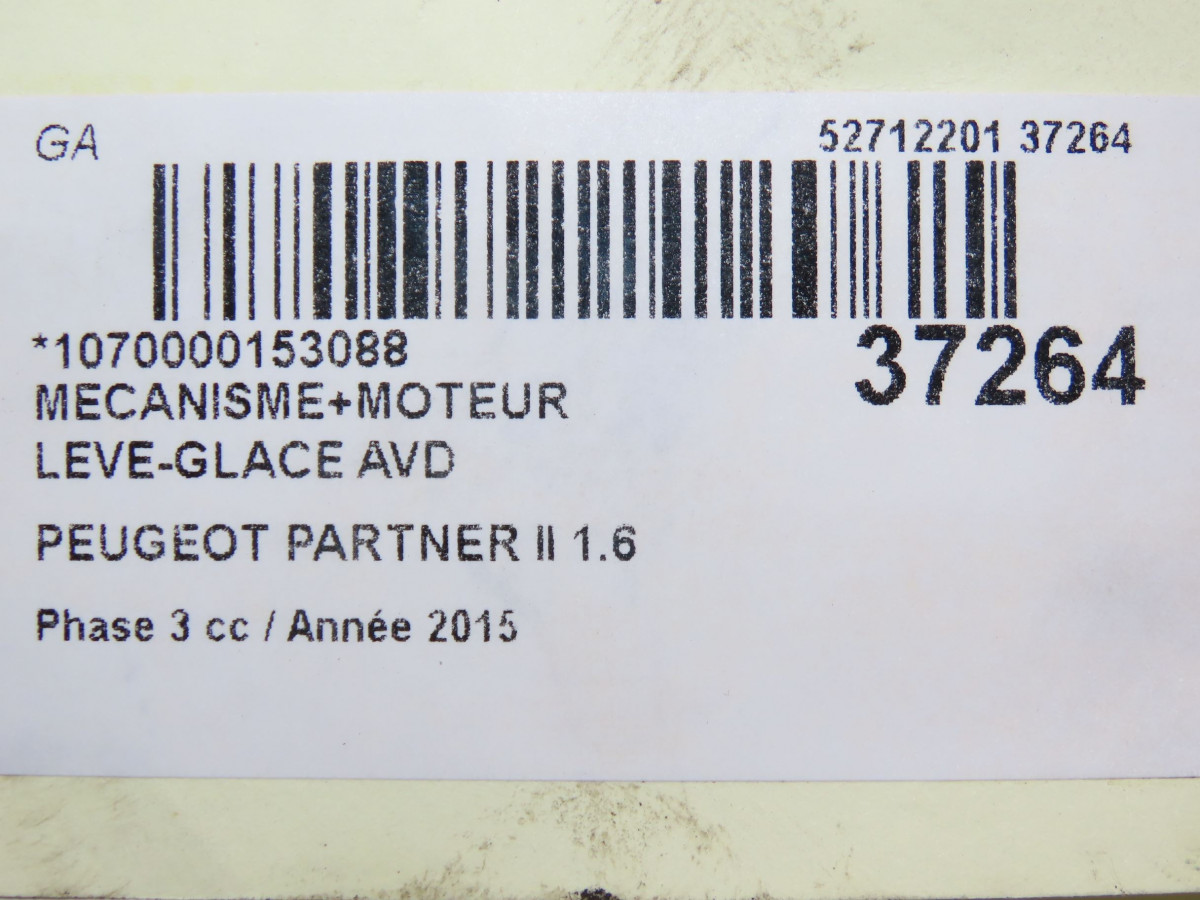 GA
52712201 37264
*1070000153088
37264
MECANISME+MOTEUR
LEVE-GLACE AVD
PEUGEOT PARTNER II 1.6
Phase 3 cc / Année 2015